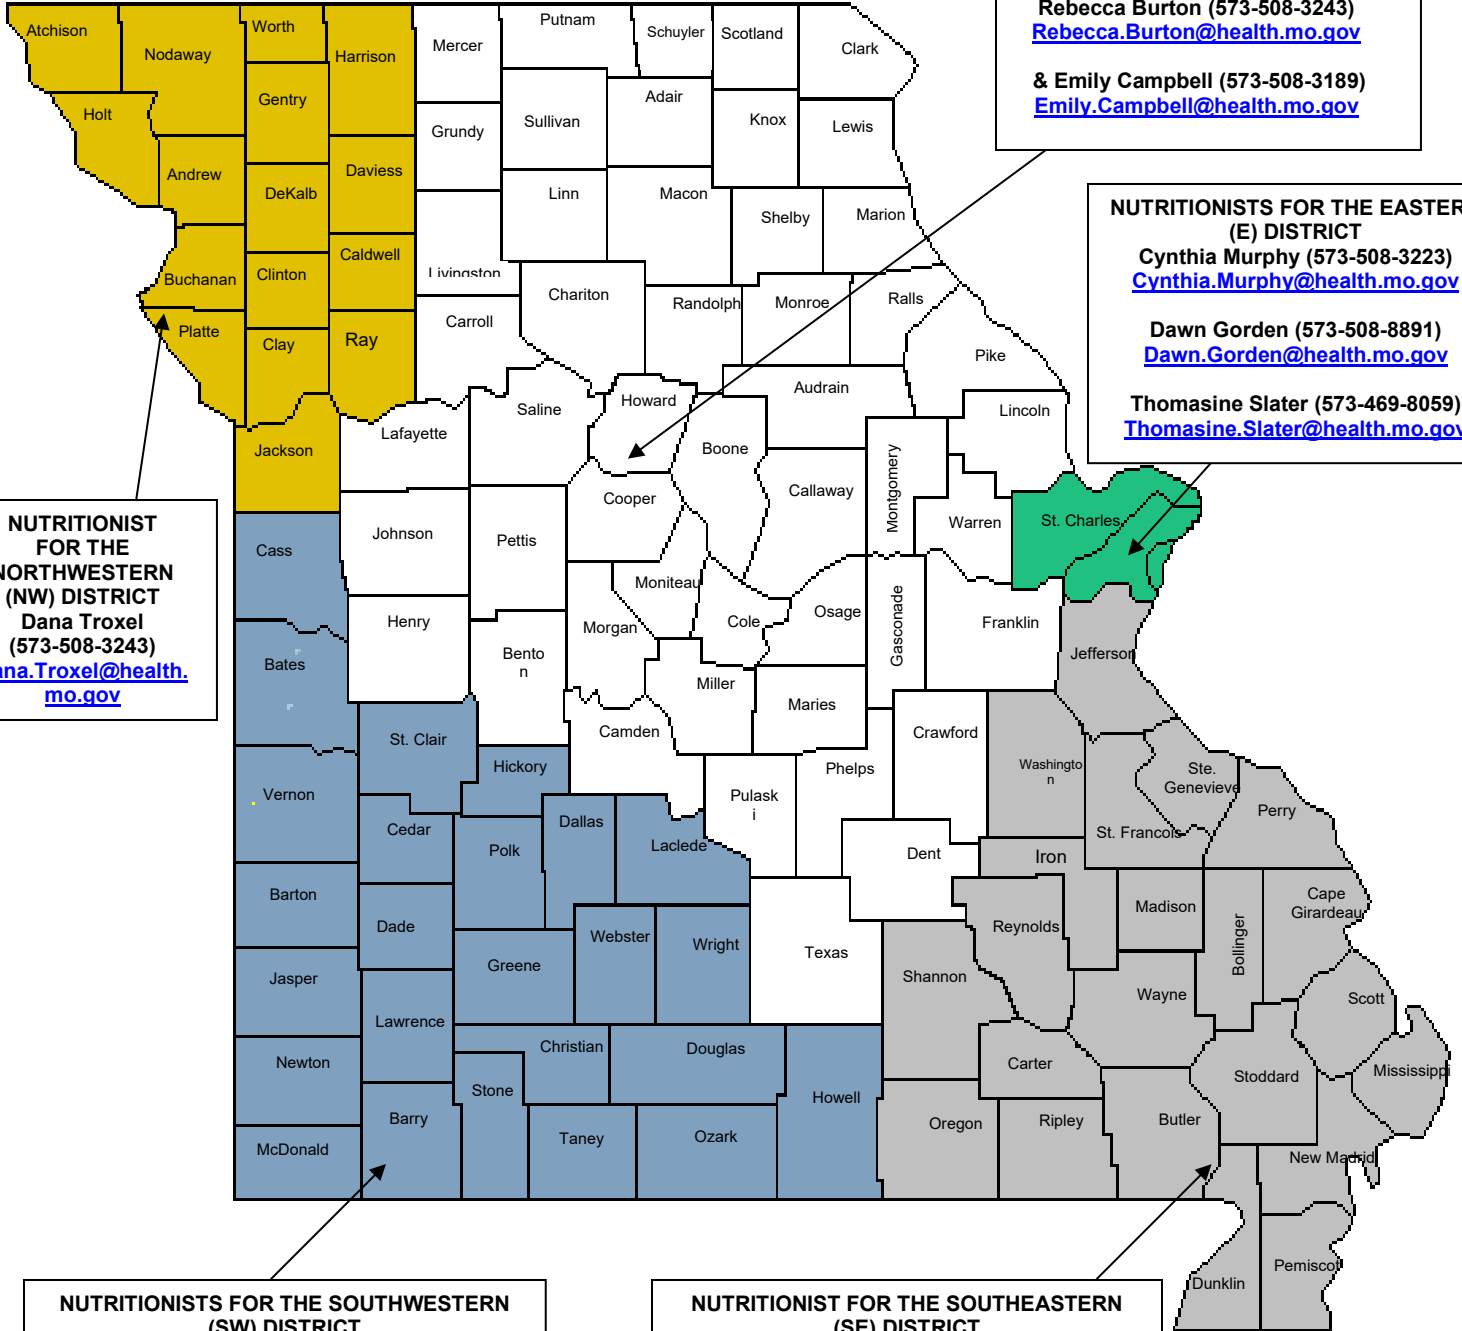 Rebecca Burton (573-508-3243)
Rebecca.Burton@health.mo.gov
& Emily Campbell (573-508-3189)
Emily.Campbell@health.mo.gov
NUTRITIONISTS FOR THE EASTER
(E) DISTRICT
Cynthia Murphy (573-508-3223)
Cynthia.Murphy@health.mo.gov
Dawn Gorden (573-508-8891)
Dawn.Gorden@health.mo.gov
Thomasine Slater (573-469-8059)
Thomasine.Slater@health.mo.gov
Atchison
Nodaway
Worth
Harrison
Mercer
Putnam
Schuyler
Scotland
Clark
Holt
Gentry
Grundy
Sullivan
Adair
Knox
Lewis
Andrew
DeKalb
Daviess
Linn
Macon
Shelby
Marion
Buchanan
Clinton
Caldwell
Livingston
Chariton
Randolph
Monroe
Ralls
Platte
Clay
Ray
Carroll
Pike
Saline
Howard
Audrain
Lincoln
Jackson
Lafayette
Boone
Cooper
Callaway
Montgomery
Warren
St. Charles
Cass
Johnson
Pettis
Moniteau
Henry
Morgan
Cole
Osage
Gasconade
Franklin
Bates
Bento
n
Miller
Jefferson
Maries
St. Clair
Camden
Crawford
Hickory
Phelps
Washingto
n
Ste.
Genevieve
Vernon
Pulask
i
Cedar
Dallas
Laclede
St. Francois
Perry
Polk
Dent
Iron
Barton
Dade
Webster
Wright
Texas
Reynolds
Madison
Bollinger
Cape
Girardeau
Jasper
Greene
Shannon
Wayne
Scott
Lawrence
Christian
Douglas
Newton
Stone
Howell
Carter
Stoddard
Mississippi
Barry
Taney
Ozark
Oregon
Ripley
Butler
McDonald
New Madrid
Dunklin
Pemiscot
NUTRITIONIST
FOR THE
NORTHWESTERN
(NW) DISTRICT
Dana Troxel
(573-508-3243)
ana.Troxel@health.
mo.gov
NUTRITIONISTS FOR THE SOUTHWESTERN
(SW) DISTRICT
NUTRITIONIST FOR THE SOUTHEASTERN
(SE) DISTRICT